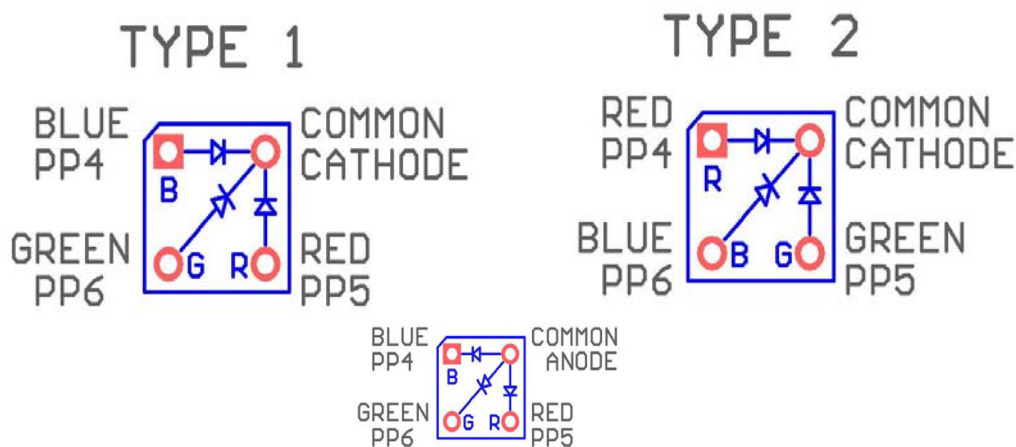 TYPE 1
BLUE
PP4
COMMON
CATHODE
B
GREEN
PP6
G
R
RED
PP5
TYPE 2
RED
PP4
COMMON
CATHODE
R
BLUE
PP6
B
G
GREEN
PP5
BLUE
PP4
COMMON
ANODE
B
GREEN
PP6
G
R
RED
PP5